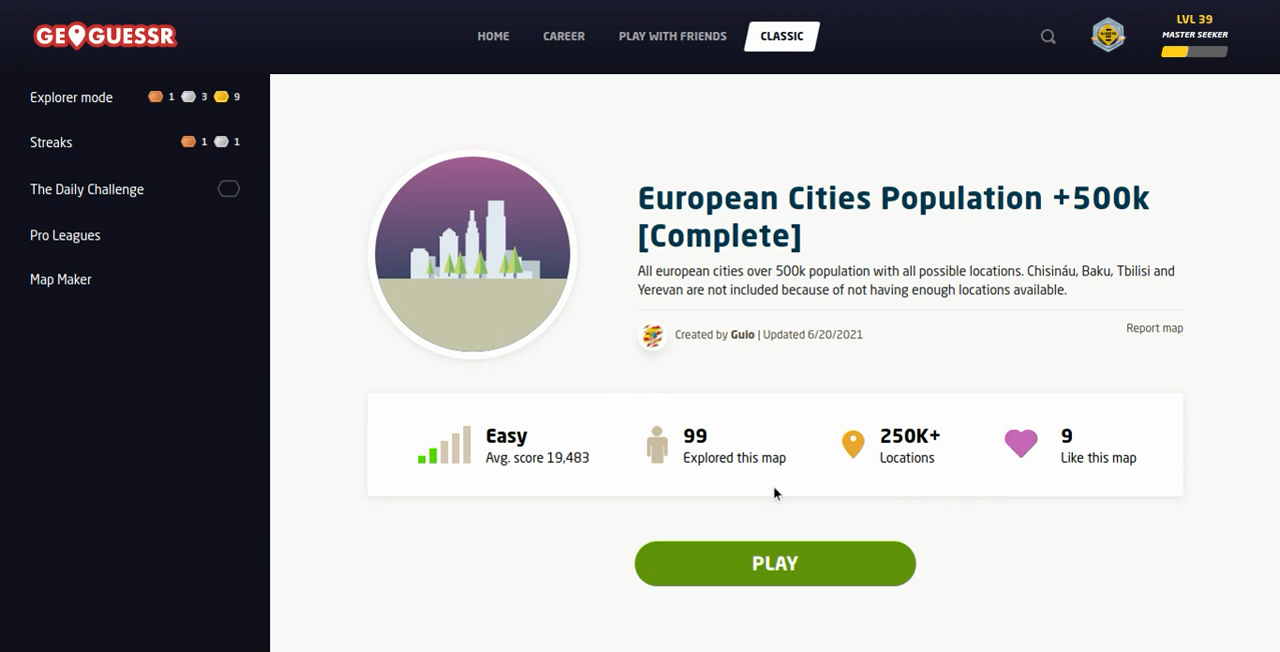 GEOGUESSR
HOME
CAREER
PLAY WITH FRIENDS
CLASSIC
LVL 39
MASTER SEEKER
Explorer mode 1 3 9
Streaks 1 1
The Daily Challenge
Pro Leagues
Map Maker
European Cities Population +500k
[Complete]
All european cities over 500k population with all possible locations. Chisináu, Baku, Tbilisi and
Yerevan are not included because of not having enough locations available.
Created by Guio | Updated 6/20/2021
Report map
Easy
Avg. score 19,483
99
Explored this map
250K+
Locations
9
Like this map
PLAY